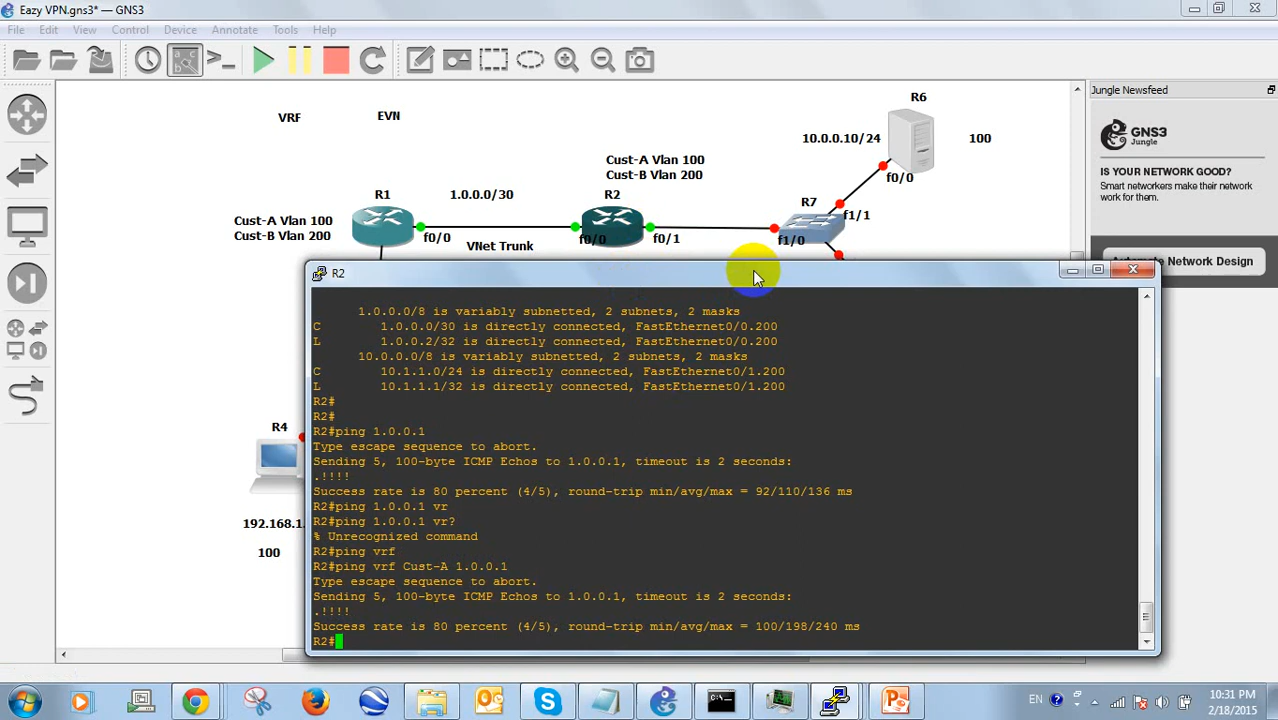 Eazy VPN.gns3* — GNS3
File Edit View Control Device Annotate Tools Help
Jungle Newsfeed
GNS3
Jungle
IS YOUR NETWORK GOOD?
Smart networkers make their network
work for them.
Automate Network Design
VRF
EVN
R6
10.0.0.10/24
100
f0/0
Cust-A Vlan 100
Cust-B Vlan 200
R1
1.0.0.0/30
R2
R7
f1/1
Cust-A Vlan 100
Cust-B Vlan 200
f0/0
VNet Trunk
f0/0
f0/1
f1/0
R4
192.168.1.
100
R2
1.0.0.0/8 is variably subnetted, 2 subnets, 2 masks
C 1.0.0.0/30 is directly connected, FastEthernet0/0.200
L 1.0.0.2/32 is directly connected, FastEthernet0/0.200
10.0.0.0/8 is variably subnetted, 2 subnets, 2 masks
C 10.1.1.0/24 is directly connected, FastEthernet0/1.200
L 10.1.1.1/32 is directly connected, FastEthernet0/1.200
R2#
R2#
R2#ping 1.0.0.1
Type escape sequence to abort.
Sending 5, 100-byte ICMP Echos to 1.0.0.1, timeout is 2 seconds:
.!!!!
Success rate is 80 percent (4/5), round-trip min/avg/max = 92/110/136 ms
R2#ping 1.0.0.1 vr
R2#ping 1.0.0.1 vr?
% Unrecognized command
R2#ping vrf
R2#ping vrf Cust-A 1.0.0.1
Type escape sequence to abort.
Sending 5, 100-byte ICMP Echos to 1.0.0.1, timeout is 2 seconds:
.!!!!
Success rate is 80 percent (4/5), round-trip min/avg/max = 100/198/240 ms
R2#
EN
10:31 PM
2/18/2015